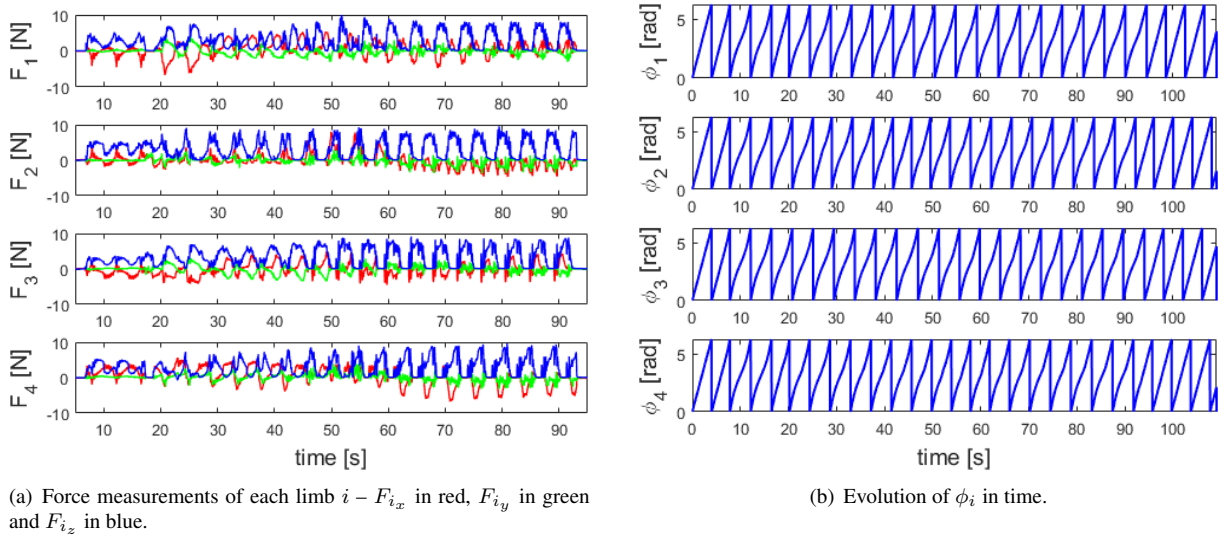 10
0
-10
F1 [N]
10 20 30 40 50 60 70 80 90
10
0
-10
F2 [N]
10 20 30 40 50 60 70 80 90
10
0
-10
F3 [N]
10 20 30 40 50 60 70 80 90
10
0
-10
F4 [N]
10 20 30 40 50 60 70 80 90
time [s]
5
0
ϕ1 [rad]
0 10 20 30 40 50 60 70 80 90 100
5
0
ϕ2 [rad]
0 10 20 30 40 50 60 70 80 90 100
5
0
ϕ3 [rad]
0 10 20 30 40 50 60 70 80 90 100
5
0
ϕ4 [rad]
0 10 20 30 40 50 60 70 80 90 100
time [s]
(a) Force measurements of each limb i – Fix in red, Fiy in green
and Fiz in blue.
(b) Evolution of ϕi in time.